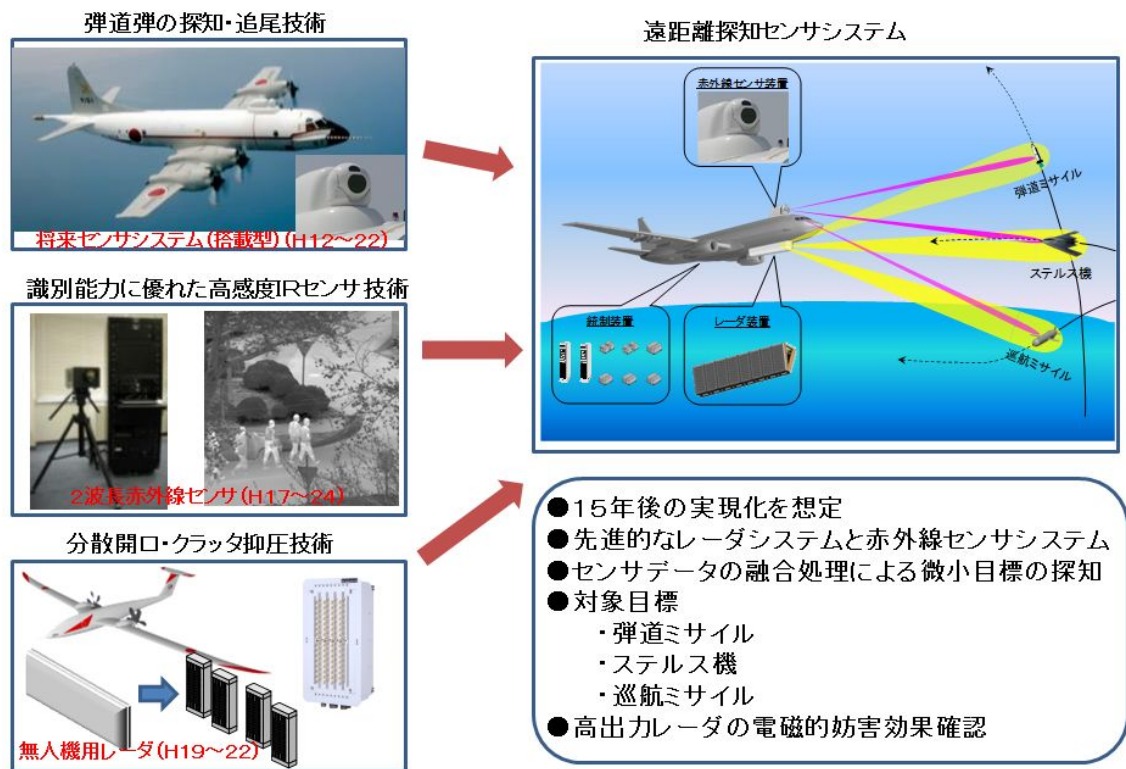 弾道弾の探知・追尾技術
将来センサシステム(搭載型)(H12～22)
識別能力に優れた高感度IRセンサ技術
2波長赤外線センサ(H17～24)
分散開口・クラッタ抑圧技術
無人機用レーダ(H19～22)
遠距離探知センサシステム
赤外線センサ装置
弾道ミサイル
ステルス機
統制装置
レーダ装置
巡航ミサイル
●15年後の実現化を想定
●先進的なレーダシステムと赤外線センサシステム
●センサデータの融合処理による微小目標の探知
●対象目標
・弾道ミサイル
・ステルス機
・巡航ミサイル
●高出力レーダの電磁的妨害効果確認